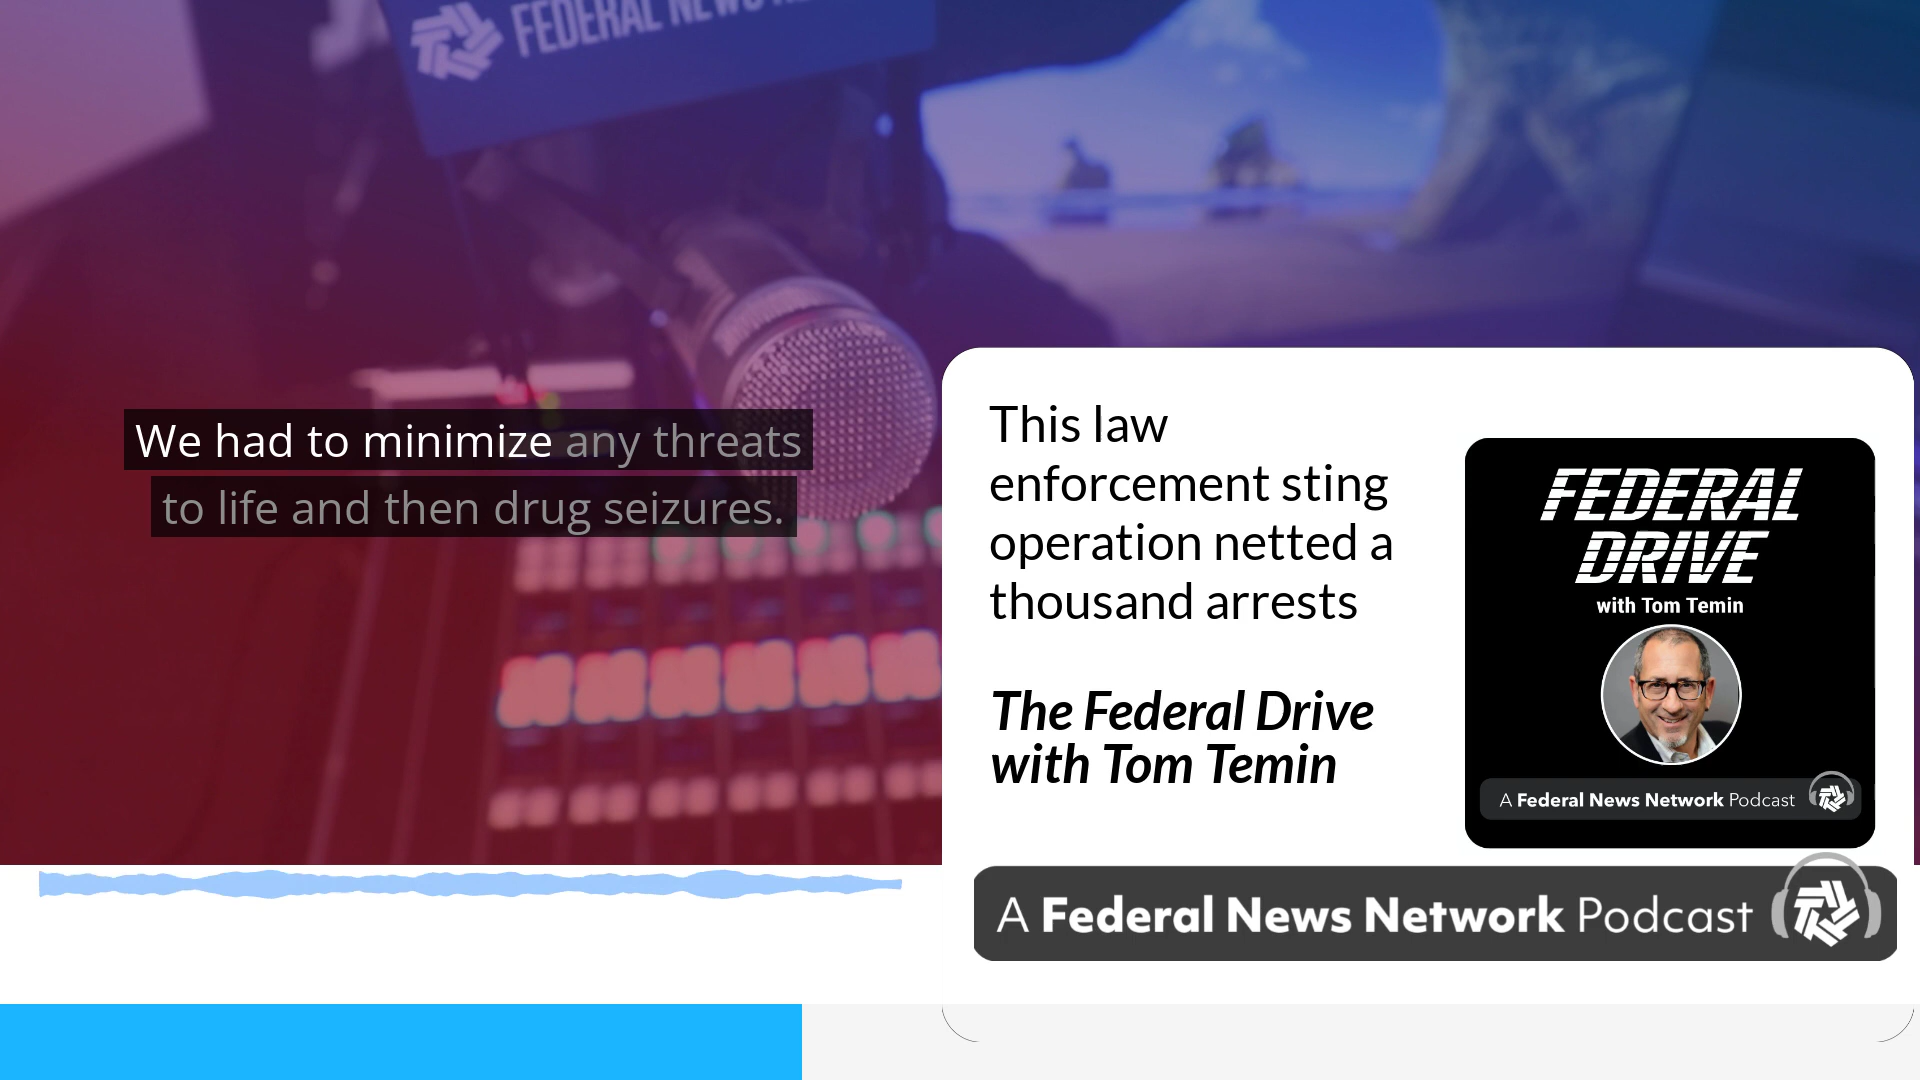 FEDERAL NEWS
We had to minimize any threats
to life and then drug seizures.
This law
enforcement sting
operation netted a
thousand arrests
The Federal Drive
with Tom Temin
FEDERAL
DRIVE
with Tom Temin
A Federal News Network Podcast
A Federal News Network Podcast